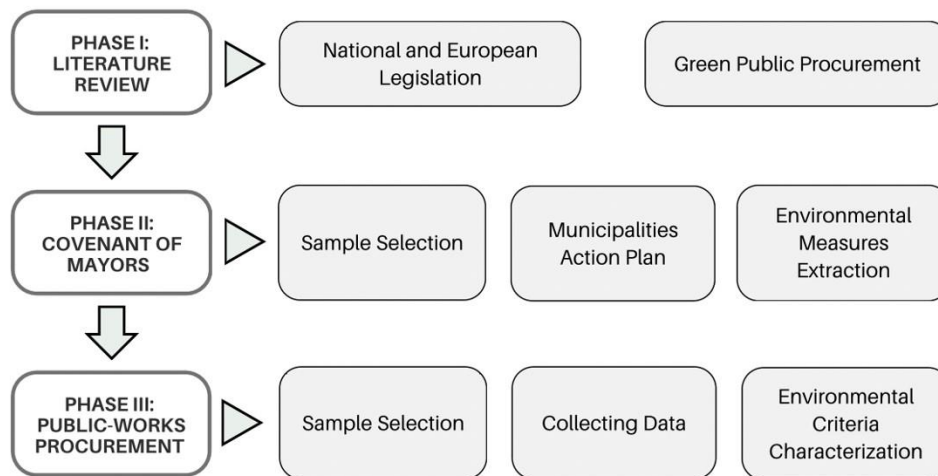 PHASE I:
LITERATURE
REVIEW
National and European
Legislation
Green Public Procurement
PHASE II:
COVENANT OF
MAYORS
Sample Selection
Municipalities
Action Plan
Environmental
Measures
Extraction
PHASE III:
PUBLIC-WORKS
PROCUREMENT
Sample Selection
Collecting Data
Environmental
Criteria
Characterization